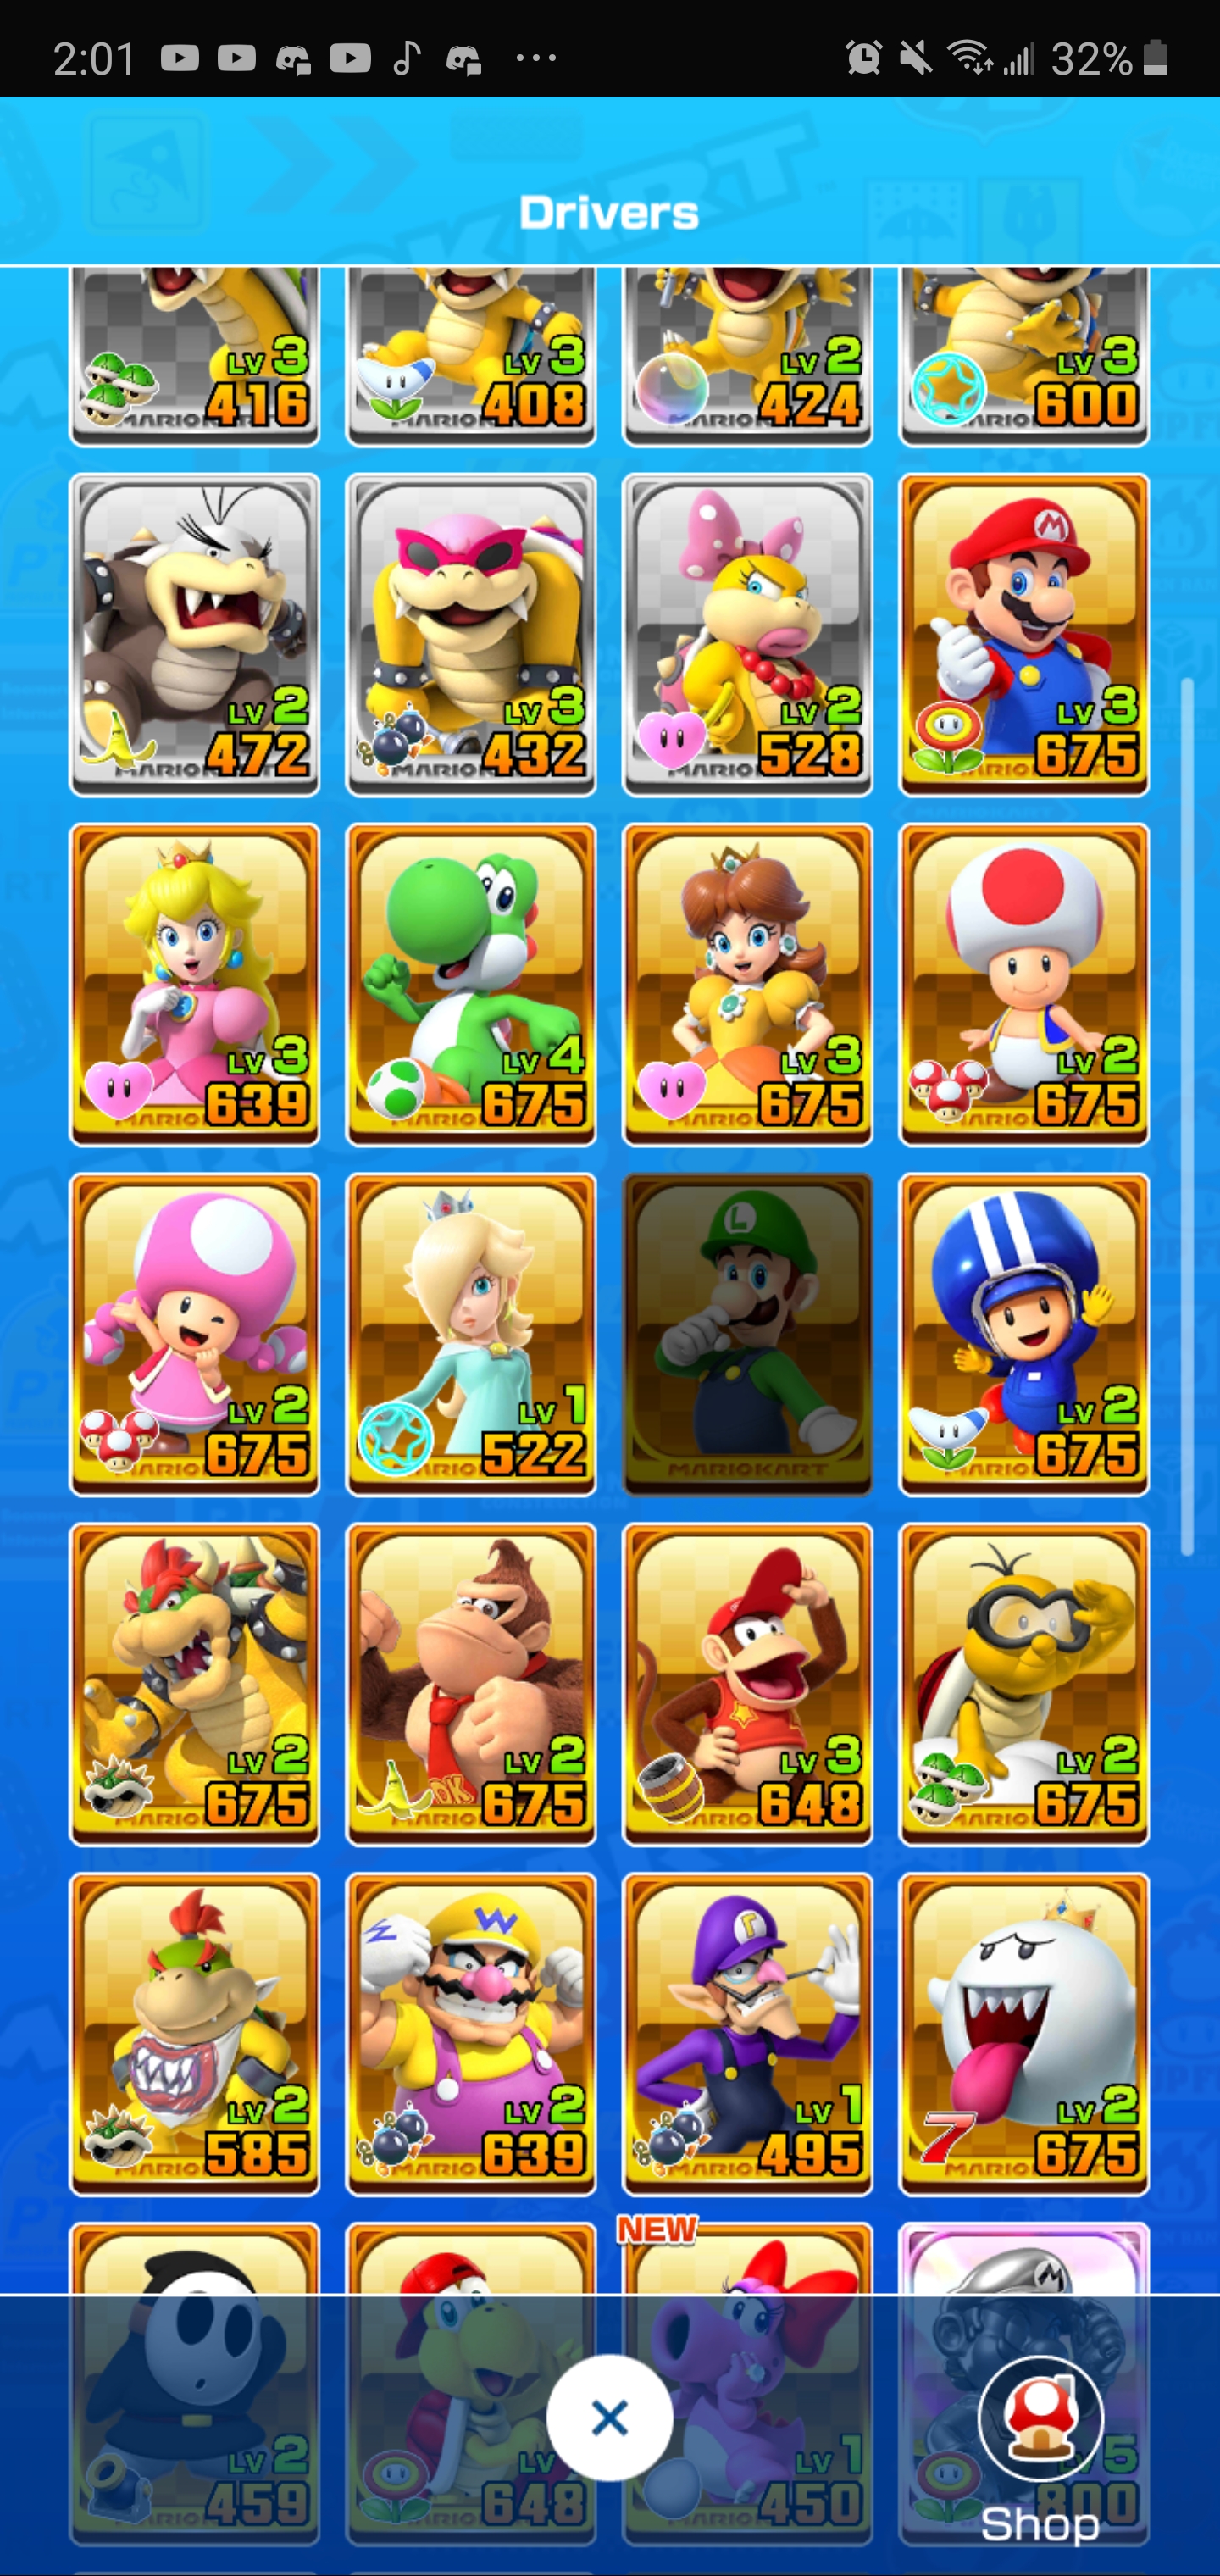 2:01 32%
KART
Drivers
LV 3 LV 3 LV 2 LV 3
416 408 424 600
LV 2 LV 3 LV 2 LV 3
472 432 528 675
LV 3 LV 4 LV 3 LV 2
639 675 675 675
LV 2 LV 1 LV 2
675 522 675
MARIOKART
LV 2 LV 2 LV 3 LV 2
675 675 648 675
LV 2 LV 2 LV 1 LV 2
585 639 495 675
NEW
LV 2 LV LV 1 5
459 648 450 800
Shop